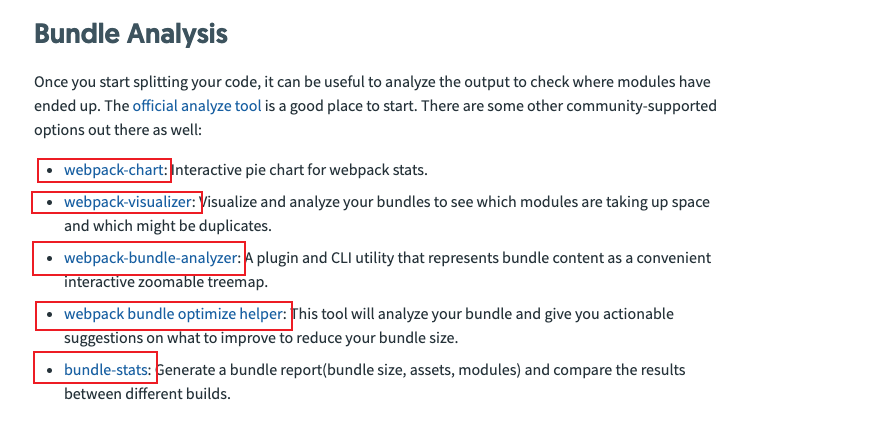 Bundle Analysis
Once you start splitting your code, it can be useful to analyze the output to check where modules have
ended up. The official analyze tool is a good place to start. There are some other community-supported
options out there as well:
• webpack-chart: Interactive pie chart for webpack stats.
• webpack-visualizer: Visualize and analyze your bundles to see which modules are taking up space
and which might be duplicates.
• webpack-bundle-analyzer: A plugin and CLI utility that represents bundle content as a convenient
interactive zoomable treemap.
• webpack bundle optimize helper: This tool will analyze your bundle and give you actionable
suggestions on what to improve to reduce your bundle size.
• bundle-stats: Generate a bundle report(bundle size, assets, modules) and compare the results
between different builds.